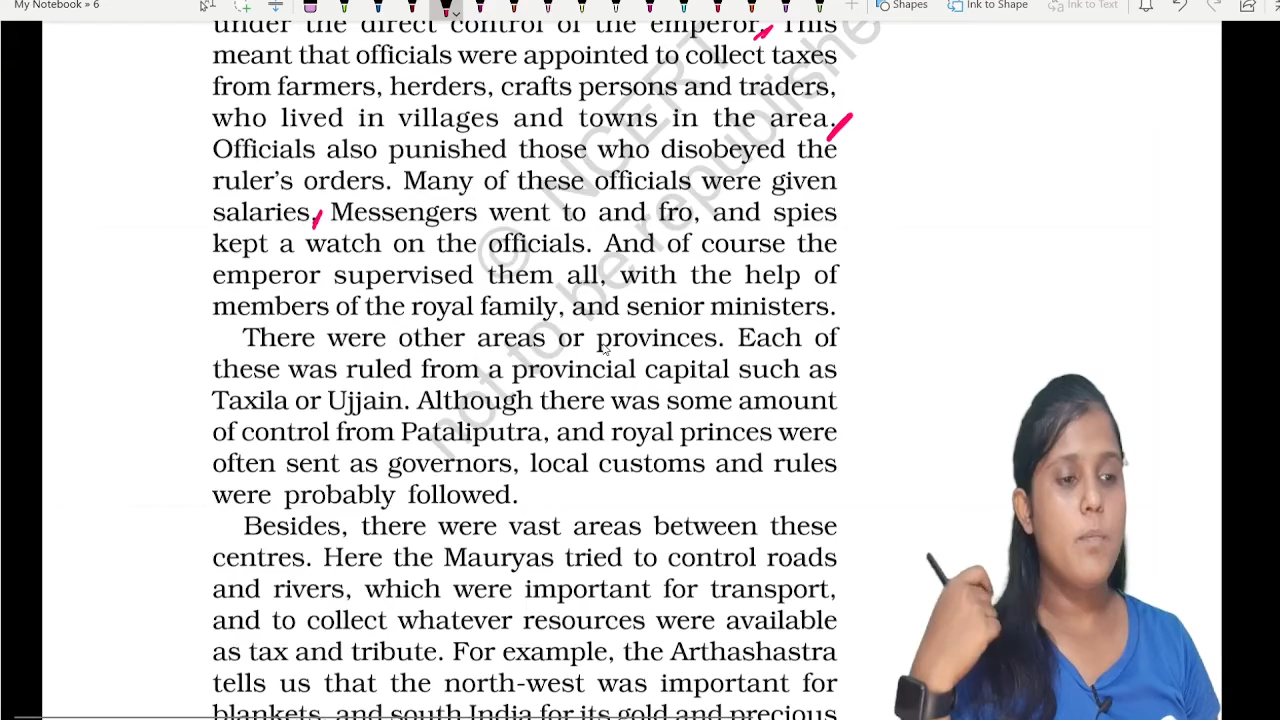 My Notebook » 6
Shapes
Ink to Shape
Ink to Text
under the direct control of the emperor. This
meant that officials were appointed to collect taxes
from farmers, herders, crafts persons and traders,
who lived in villages and towns in the area.
Officials also punished those who disobeyed the
ruler's orders. Many of these officials were given
salaries. Messengers went to and fro, and spies
kept a watch on the officials. And of course the
emperor supervised them all, with the help of
members of the royal family, and senior ministers.
There were other areas or provinces. Each of
these was ruled from a provincial capital such as
Taxila or Ujjain. Although there was some amount
of control from Pataliputra, and royal princes were
often sent as governors, local customs and rules
were probably followed.
Besides, there were vast areas between these
centres. Here the Mauryas tried to control roads
and rivers, which were important for transport,
and to collect whatever resources were available
as tax and tribute. For example, the Arthashastra
tells us that the north-west was important for
blankets, and south India for its gold and precious
© NCERT
not to be republished